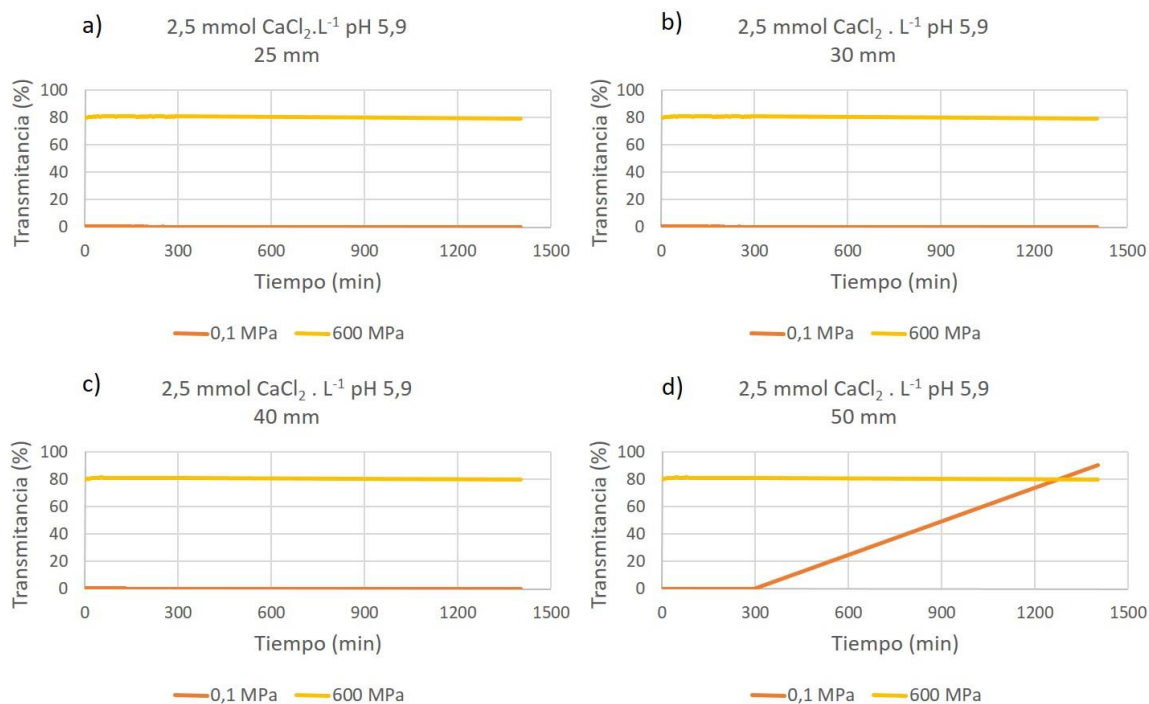 a)
2,5 mmol CaCl₂.L⁻¹ pH 5,9
25 mm
Transmitancia (%)
100
80
60
40
20
0
0 300 600 900 1200 1500
Tiempo (min)
0,1 MPa 600 MPa
b)
2,5 mmol CaCl₂ . L⁻¹ pH 5,9
30 mm
Transmitancia (%)
100
80
60
40
20
0
0 300 600 900 1200 1500
Tiempo (min)
0,1 MPa 600 MPa
c)
2,5 mmol CaCl₂ . L⁻¹ pH 5,9
40 mm
Transmitancia (%)
100
80
60
40
20
0
0 300 600 900 1200 1500
Tiempo (min)
0,1 MPa 600 MPa
d)
2,5 mmol CaCl₂ . L⁻¹ pH 5,9
50 mm
Transmitancia (%)
100
80
60
40
20
0
0 300 600 900 1200 1500
Tiempo (min)
0,1 MPa 600 MPa